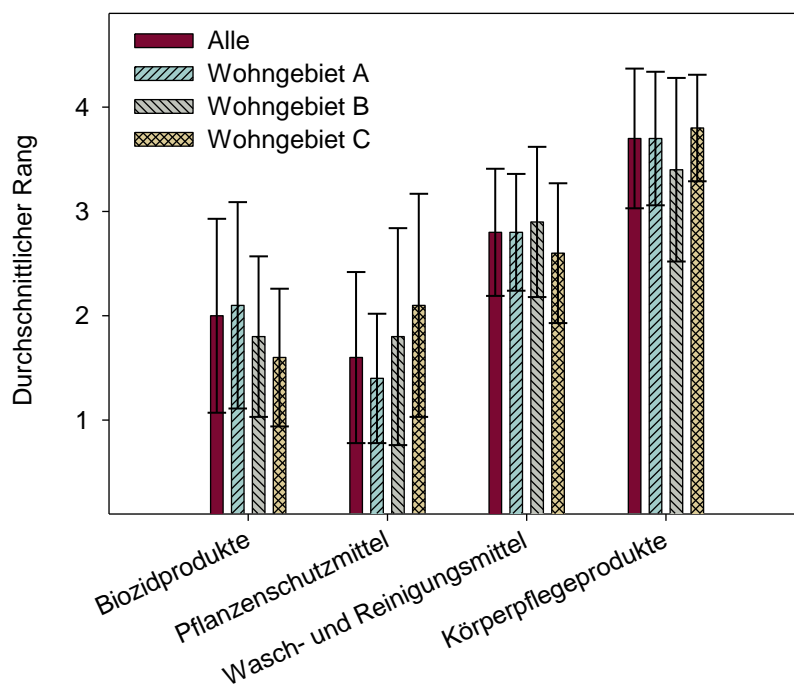 Alle
Wohngebiet A
Wohngebiet B
Wohngebiet C
Durchschnittlicher Rang
4
3
2
1
Biozidprodukte
Pflanzenschutzmittel
Wasch- und Reinigungsmittel
Körperpflegeprodukte